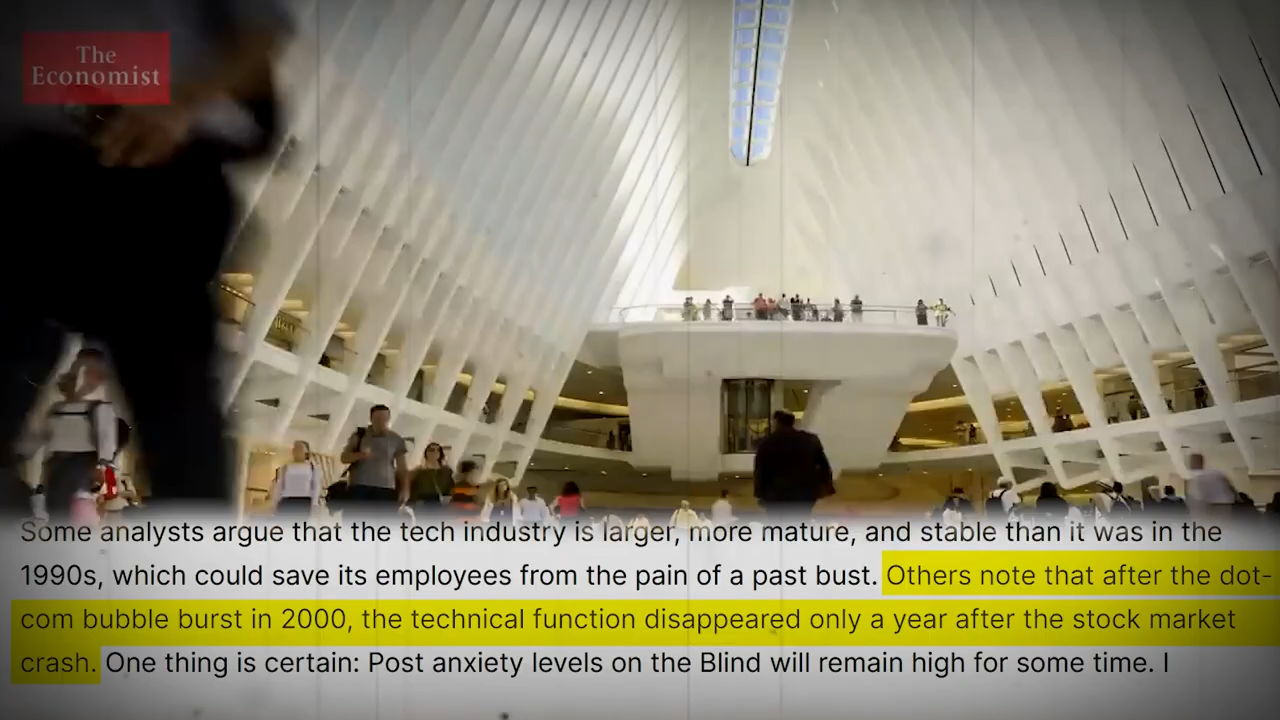 The
Economist
Some analysts argue that the tech industry is larger, more mature, and stable than it was in the
1990s, which could save its employees from the pain of a past bust. Others note that after the dot-
com bubble burst in 2000, the technical function disappeared only a year after the stock market
crash. One thing is certain: Post anxiety levels on the Blind will remain high for some time. I